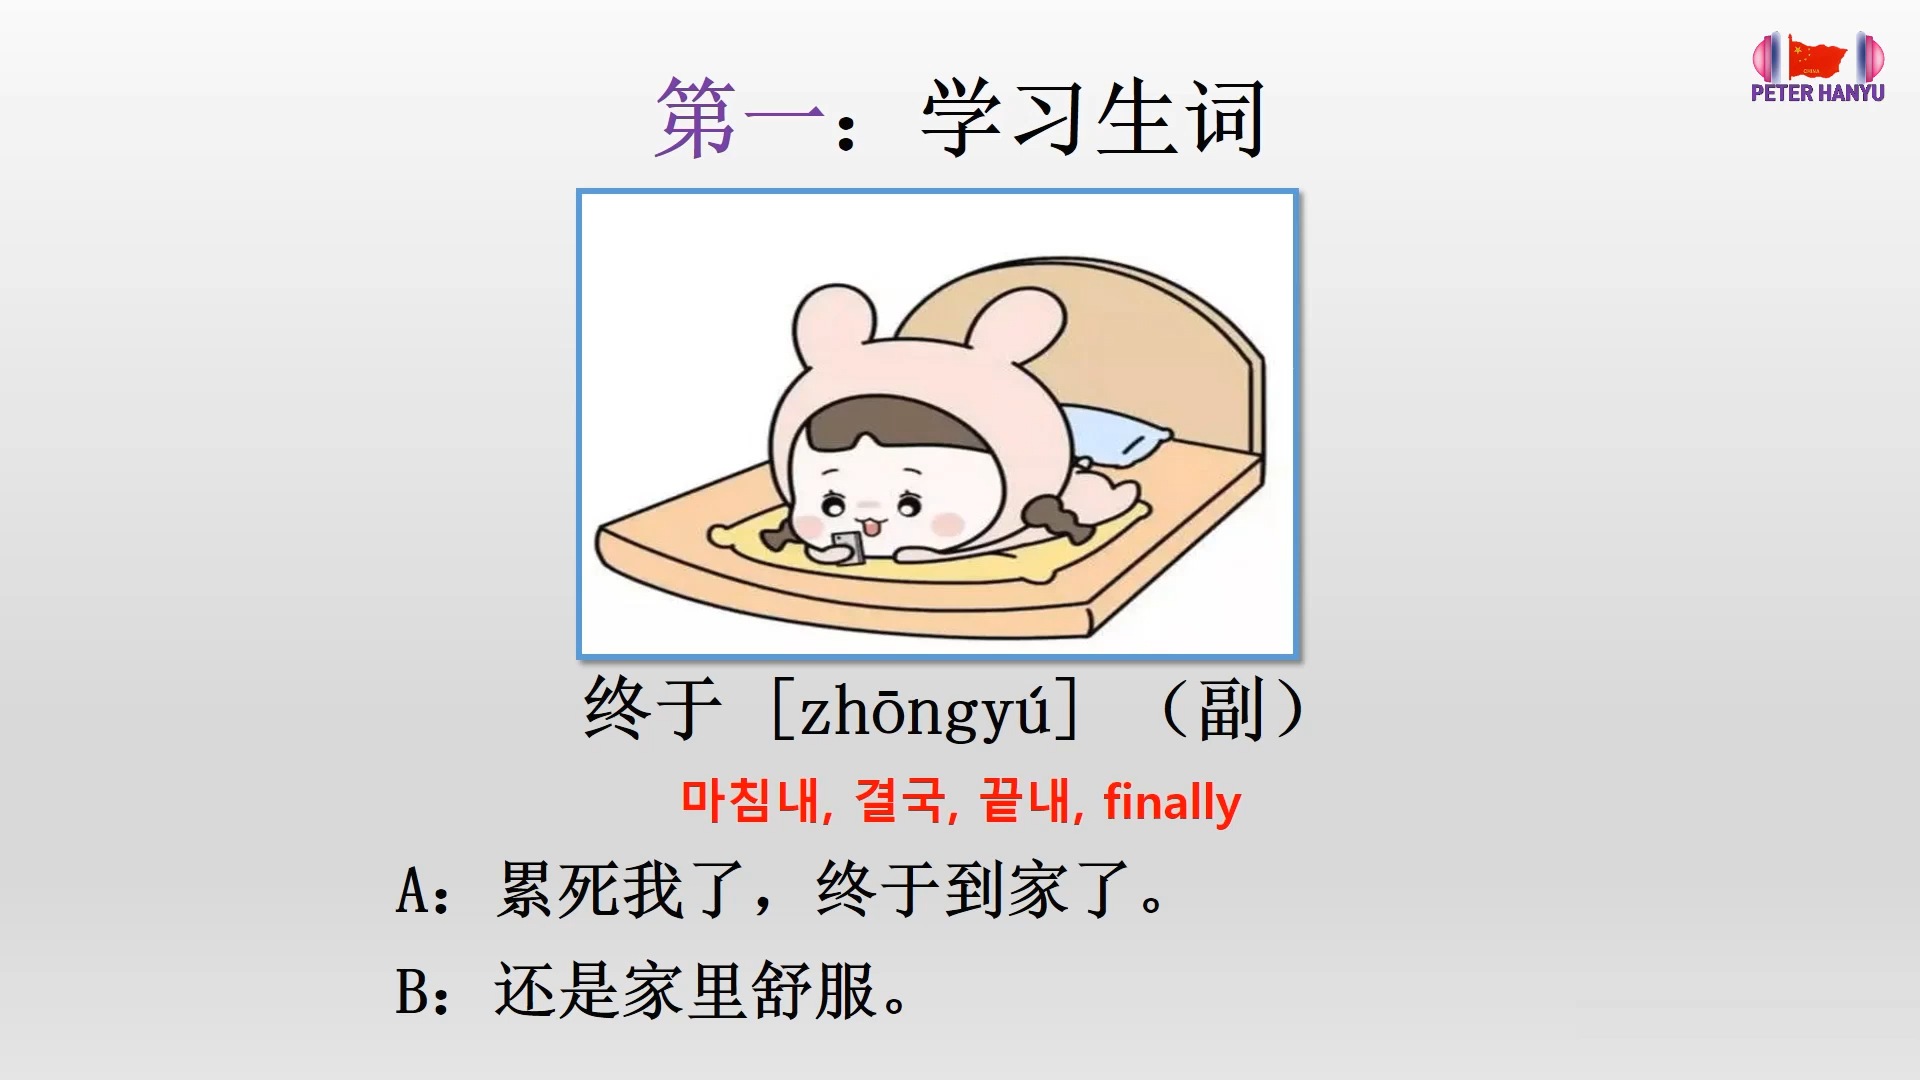 PETER HANYU
第一：学习生词
终于 [zhōngyú] （副）
마침내, 결국, 끝내, finally
A：累死我了，终于到家了。
B：还是家里舒服。